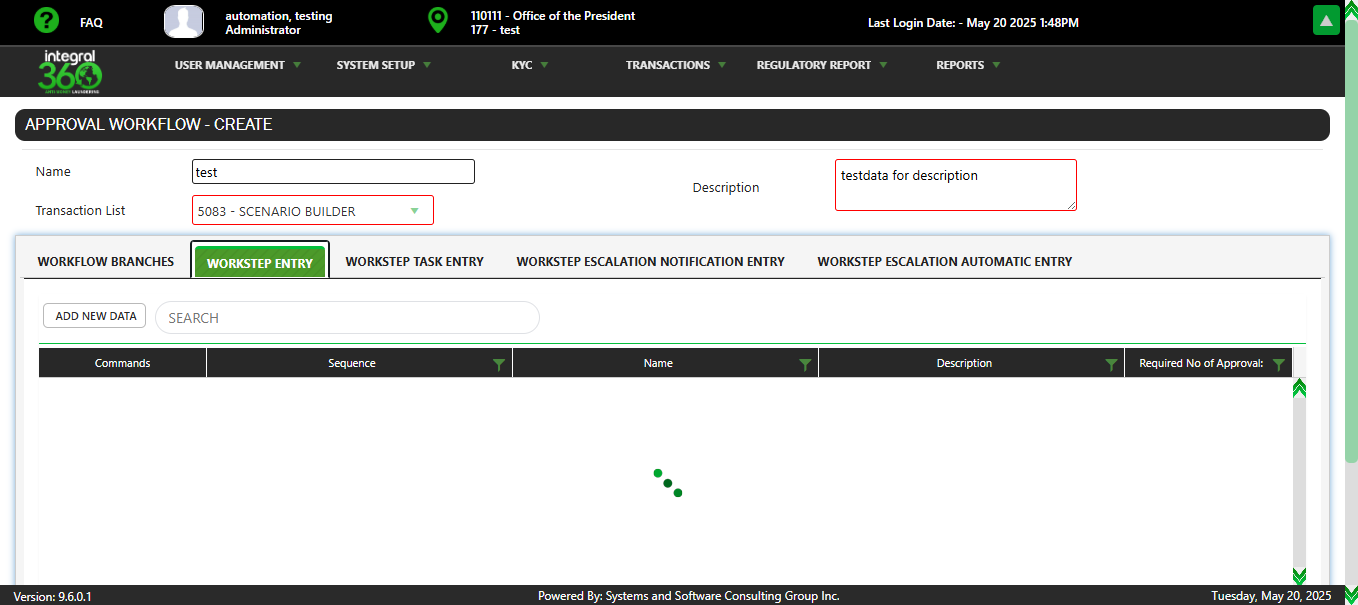 FAQ
automation, testing
Administrator
110111 - Office of the President
177 - test
Last Login Date: - May 20 2025 1:48PM
integral
360
ANTI-MONEY LAUNDERING
USER MANAGEMENT
SYSTEM SETUP
KYC
TRANSACTIONS
REGULATORY REPORT
REPORTS
APPROVAL WORKFLOW - CREATE
Name
test
Description
testdata for description
Transaction List
5083 - SCENARIO BUILDER
WORKFLOW BRANCHES
WORKSTEP ENTRY
WORKSTEP TASK ENTRY
WORKSTEP ESCALATION NOTIFICATION ENTRY
WORKSTEP ESCALATION AUTOMATIC ENTRY
ADD NEW DATA
SEARCH
Commands
Sequence
Name
Description
Required No of Approval:
Version: 9.6.0.1
Powered By: Systems and Software Consulting Group Inc.
Tuesday, May 20, 2025